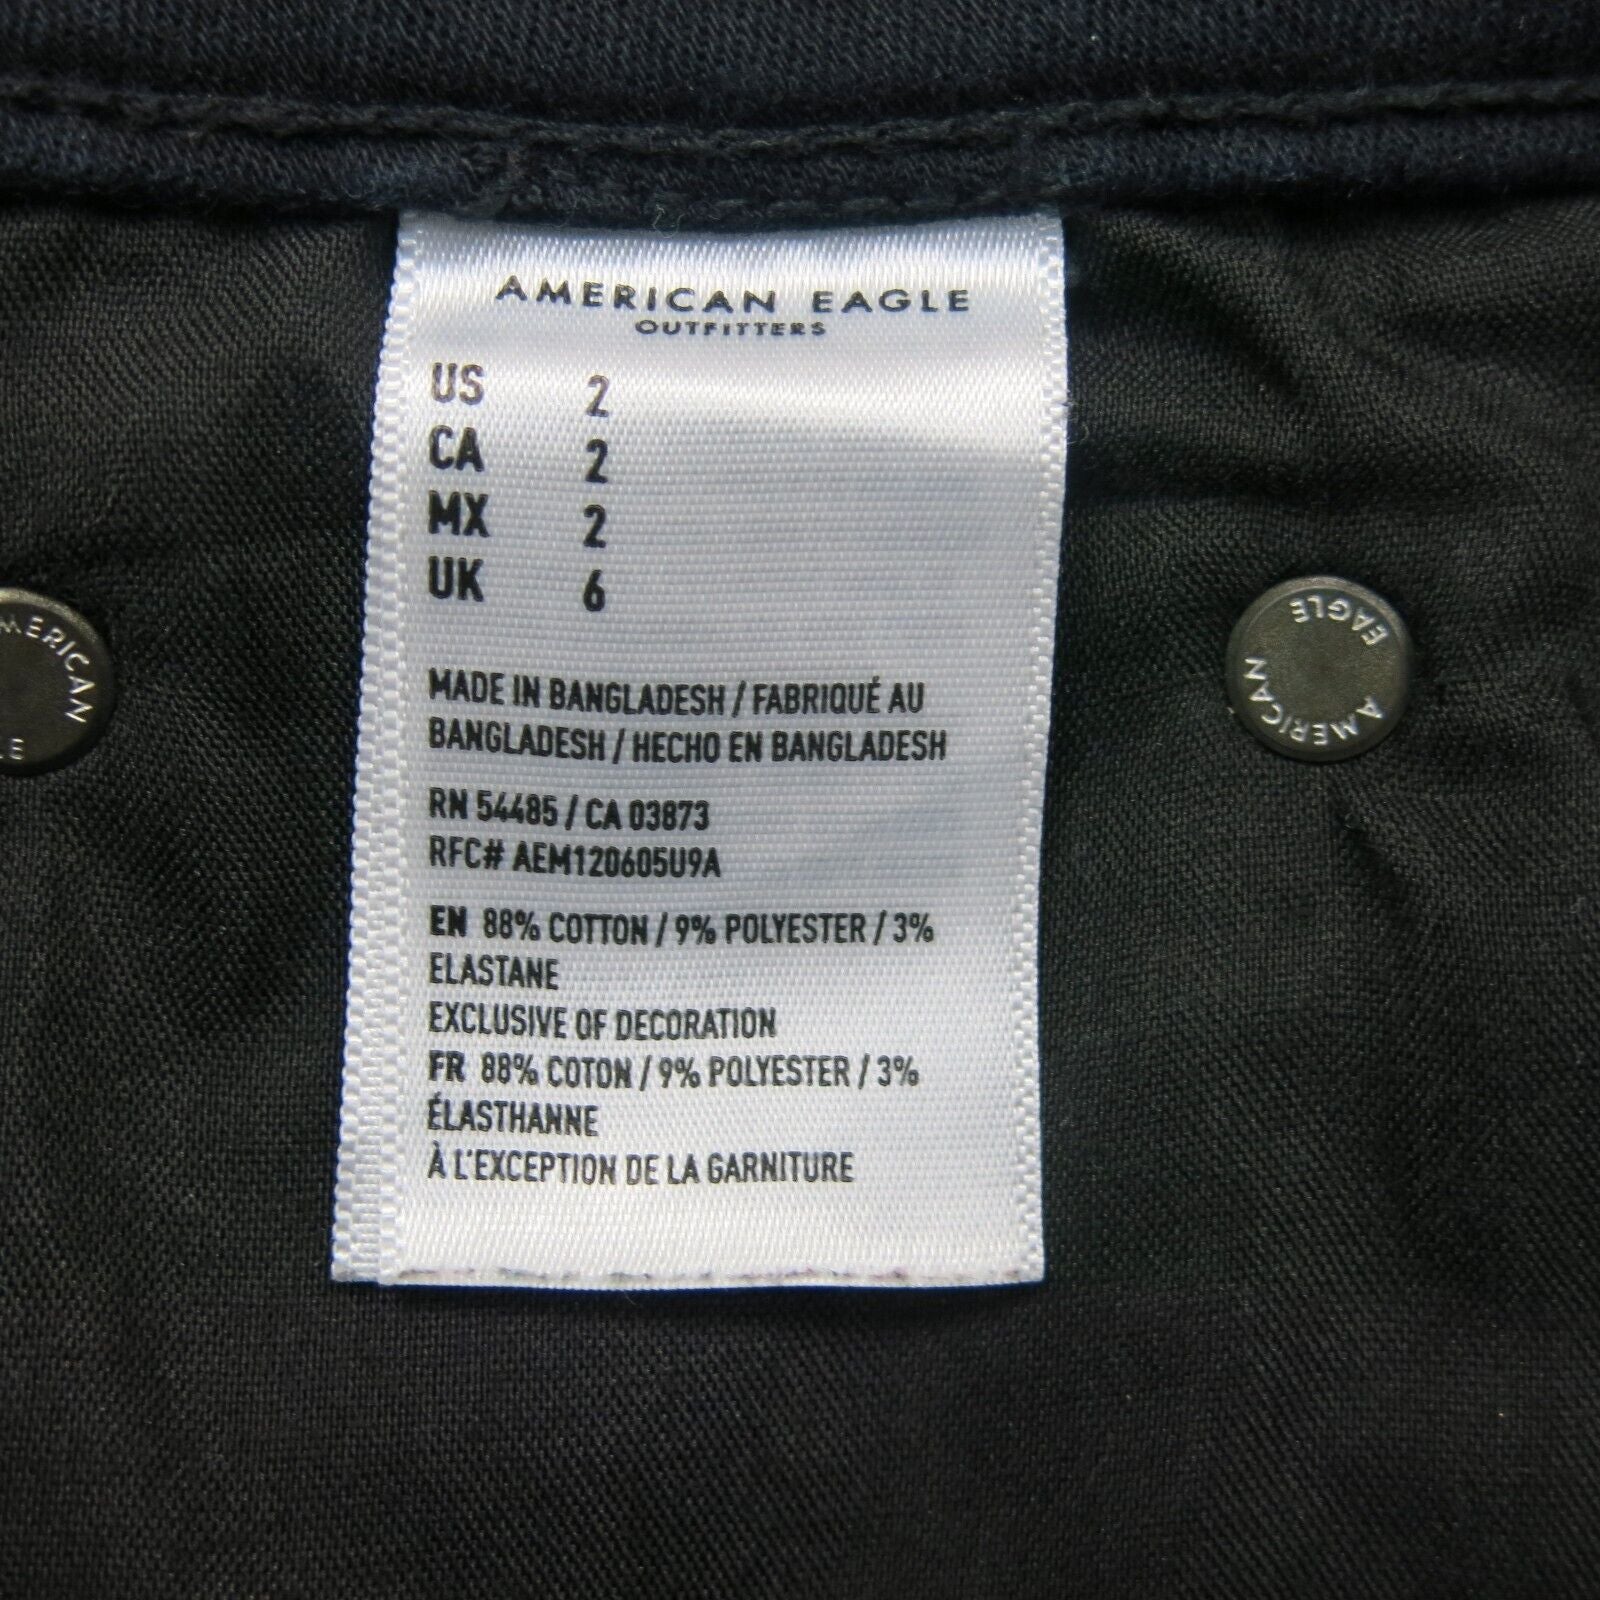 AMERICAN EAGLE
OUTFITTERS
US 2
CA 2
MX 2
UK 6
MADE IN BANGLADESH / FABRIQUÉ AU
BANGLADESH / HECHO EN BANGLADESH
RN 54485 / CA 03873
RFC# AEM120605U9A
EN 88% COTTON / 9% POLYESTER / 3%
ELASTANE
EXCLUSIVE OF DECORATION
FR 88% COTON / 9% POLYESTER / 3%
ÉLASTHANNE
À L'EXCEPTION DE LA GARNITURE
MERICAN
LE
AMERICAN
EAGLE